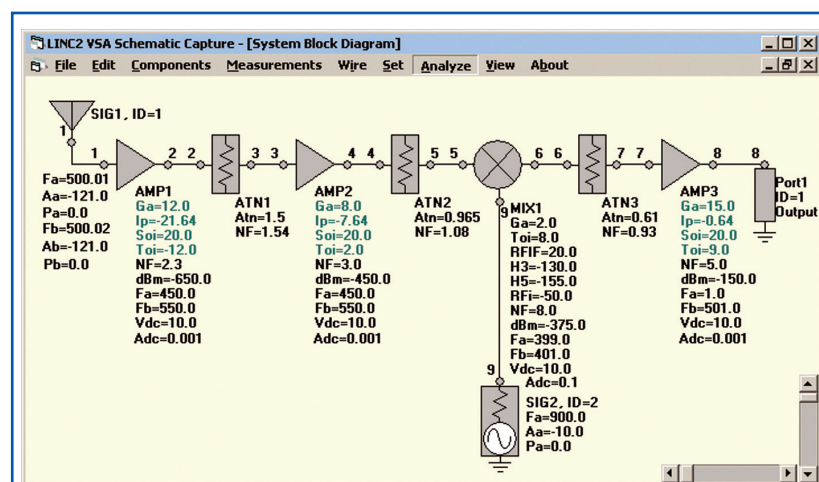 LINC2 VSA Schematic Capture - [System Block Diagram]
File Edit Components Measurements Wire Set Analyze View About
SIG1, ID=1
1
Fa=500.01
Aa=-121.0
Pa=0.0
Fb=500.02
Ab=-121.0
Pb=0.0
1 2 2 3 3 4 4 5 5 6 6 7 7 8 8
AMP1
Ga=12.0
Ip=-21.64
Soi=20.0
Toi=-12.0
NF=2.3
dBm=-650.0
Fa=450.0
Fb=550.0
Vdc=10.0
Adc=0.001
ATN1
Atn=1.5
NF=1.54
AMP2
Ga=8.0
Ip=-7.64
Soi=20.0
Toi=2.0
NF=3.0
dBm=-450.0
Fa=450.0
Fb=550.0
Vdc=10.0
Adc=0.001
ATN2
Atn=0.965
NF=1.08
9
MIX1
Ga=2.0
Toi=8.0
RFIF=20.0
H3=-130.0
H5=-155.0
RFi=-50.0
NF=8.0
dBm=-375.0
Fa=399.0
Fb=401.0
Vdc=10.0
Adc=0.1
9
SIG2, ID=2
Fa=900.0
Aa=-10.0
Pa=0.0
ATN3
Atn=0.61
NF=0.93
AMP3
Ga=15.0
Ip=-0.64
Soi=20.0
Toi=9.0
NF=5.0
dBm=-150.0
Fa=1.0
Fb=501.0
Vdc=10.0
Adc=0.001
Port1
ID=1
Output